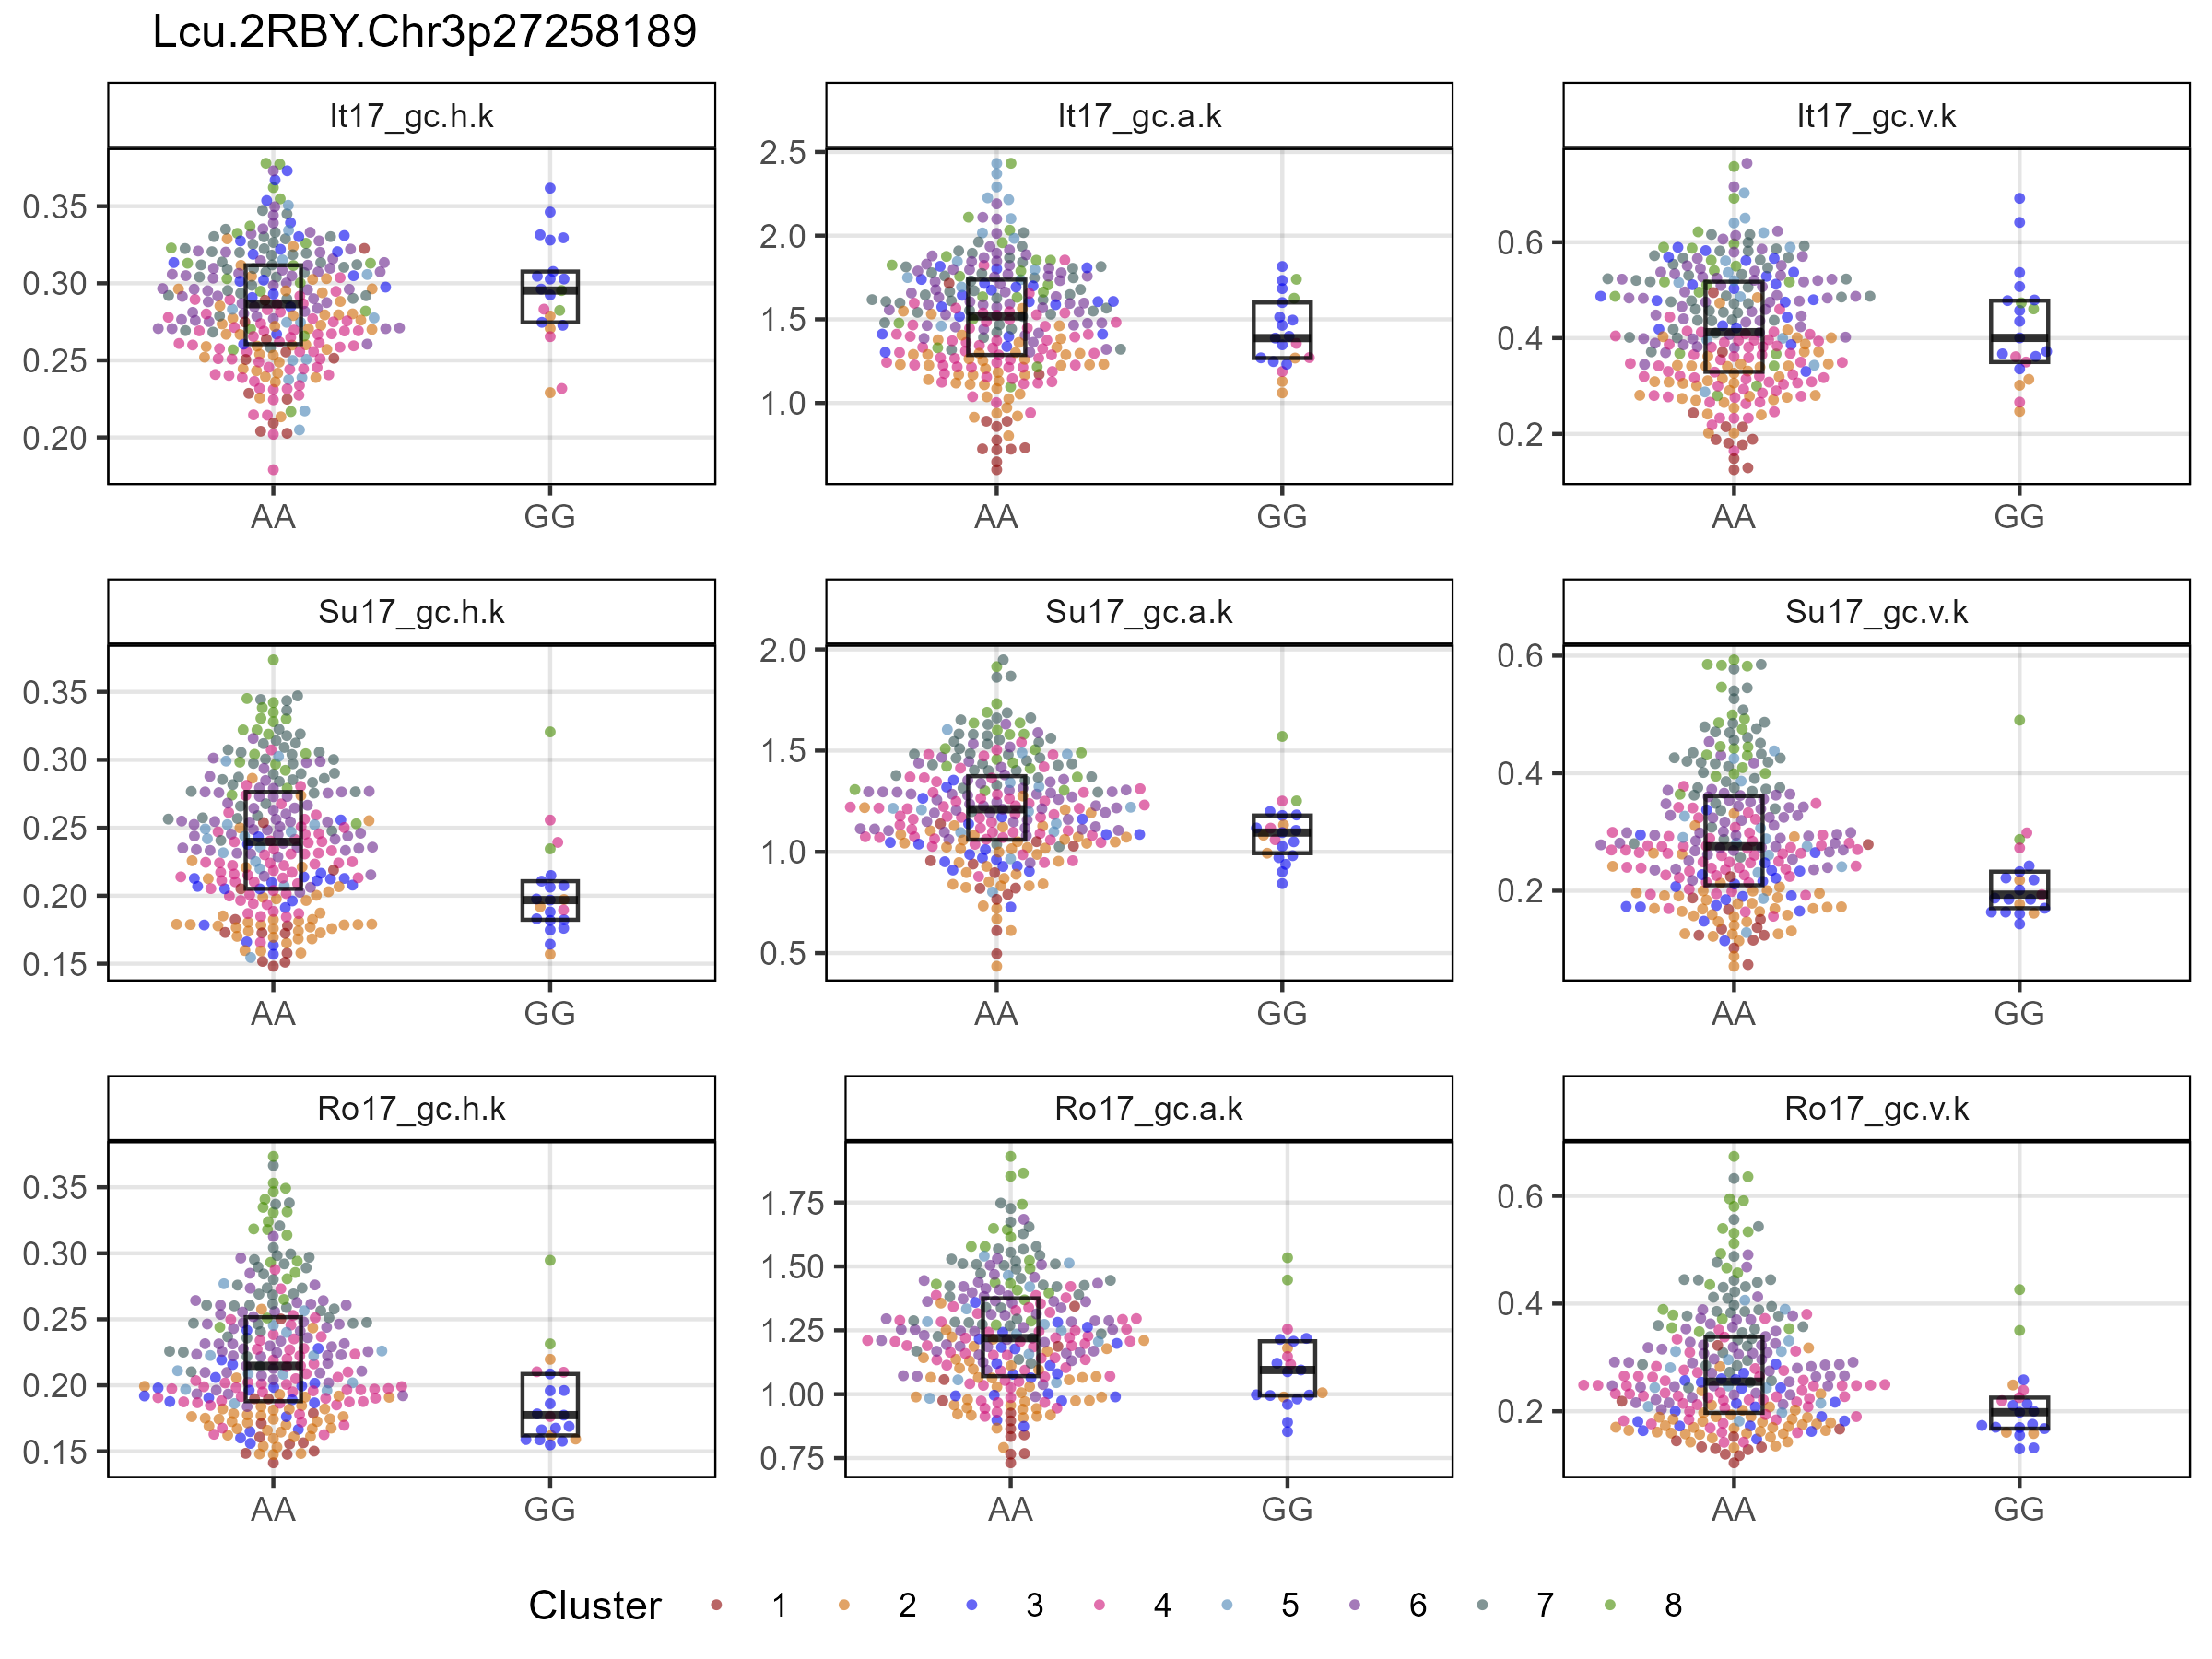 Lcu.2RBY.Chr3p27258189
It17_gc.h.k
It17_gc.a.k
It17_gc.v.k
0.35
0.30
0.25
0.20
AA
GG
2.5
2.0
1.5
1.0
AA
GG
0.6
0.4
0.2
AA
GG
Su17_gc.h.k
Su17_gc.a.k
Su17_gc.v.k
0.35
0.30
0.25
0.20
0.15
AA
GG
2.0
1.5
1.0
0.5
AA
GG
0.6
0.4
0.2
AA
GG
Ro17_gc.h.k
Ro17_gc.a.k
Ro17_gc.v.k
0.35
0.30
0.25
0.20
0.15
AA
GG
1.75
1.50
1.25
1.00
0.75
AA
GG
0.6
0.4
0.2
AA
GG
Cluster 1 2 3 4 5 6 7 8